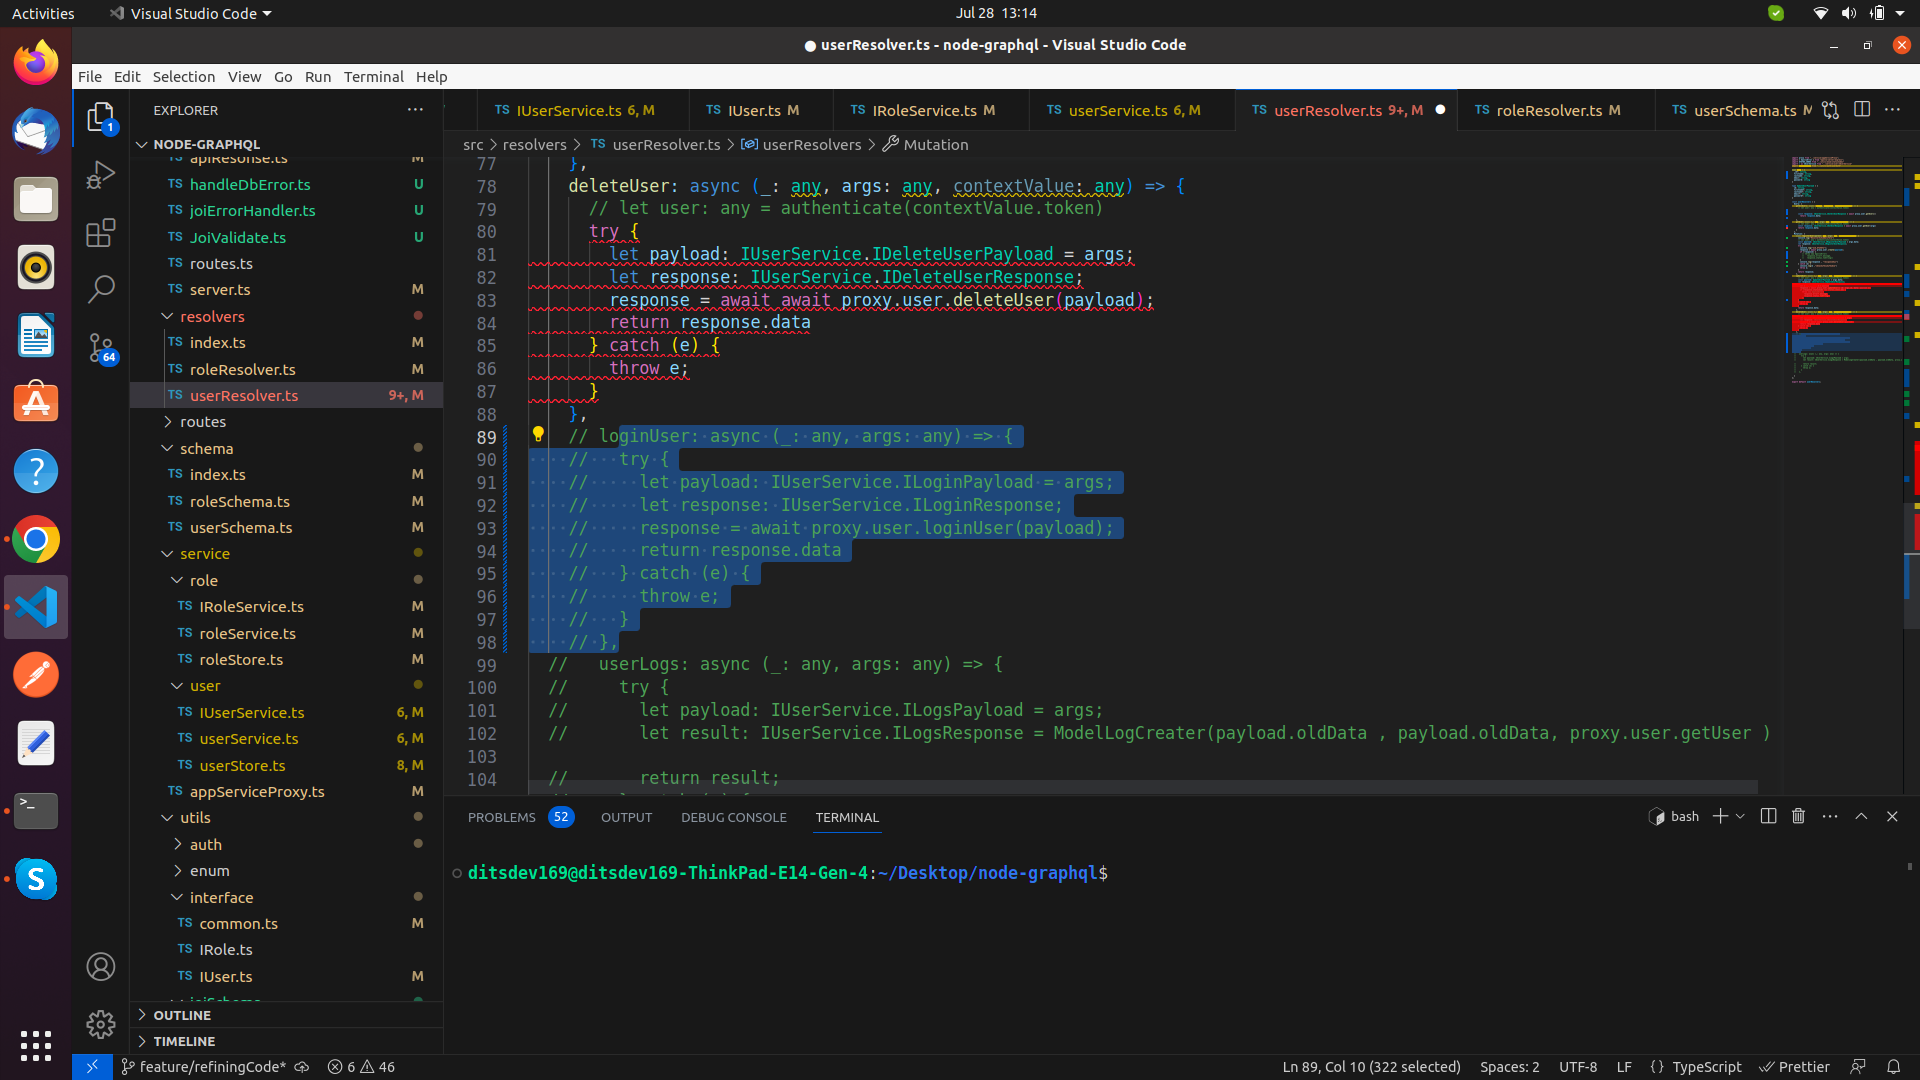 Activities
Visual Studio Code
Jul 28 13:14
● userResolver.ts - node-graphql - Visual Studio Code
File Edit Selection View Go Run Terminal Help
EXPLORER
NODE-GRAPHQL
apiResonse.ts M
TS handleDbError.ts U
TS joiErrorHandler.ts U
TS JoiValidate.ts U
TS routes.ts
TS server.ts M
resolvers
TS index.ts M
TS roleResolver.ts M
TS userResolver.ts 9+, M
routes
schema
TS index.ts M
TS roleSchema.ts M
TS userSchema.ts M
service
role
TS IRoleService.ts M
TS roleService.ts M
TS roleStore.ts M
user
TS IUserService.ts 6, M
TS userService.ts 6, M
TS userStore.ts 8, M
TS appServiceProxy.ts M
utils
auth
enum
interface
TS common.ts M
TS IRole.ts
TS IUser.ts M
joiSchema
OUTLINE
TIMELINE
1
64
TS IUserService.ts 6, M
TS IUser.ts M
TS IRoleService.ts M
TS userService.ts 6, M
TS userResolver.ts 9+, M ●
TS roleResolver.ts M
TS userSchema.ts M
src > resolvers > TS userResolver.ts > userResolvers > Mutation
77 },
78 deleteUser: async (_: any, args: any, contextValue: any) => {
79 // let user: any = authenticate(contextValue.token)
80 try {
81 let payload: IUserService.IDeleteUserPayload = args;
82 let response: IUserService.IDeleteUserResponse;
83 response = await await proxy.user.deleteUser(payload);
84 return response.data
85 } catch (e) {
86 throw e;
87 }
88 },
89 // loginUser: async (_: any, args: any) => {
90 // try {
91 // let payload: IUserService.ILoginPayload = args;
92 // let response: IUserService.ILoginResponse;
93 // response = await proxy.user.loginUser(payload);
94 // return response.data
95 // } catch (e) {
96 // throw e;
97 // }
98 // },
99 // userLogs: async (_: any, args: any) => {
100 // try {
101 // let payload: IUserService.ILogsPayload = args;
102 // let result: IUserService.ILogsResponse = ModelLogCreater(payload.oldData , payload.oldData, proxy.user.getUser )
103
104 // return result;
PROBLEMS 52 OUTPUT DEBUG CONSOLE TERMINAL
bash
ditsdev169@ditsdev169-ThinkPad-E14-Gen-4:~/Desktop/node-graphql$
feature/refiningCode* 6 46
Ln 89, Col 10 (322 selected) Spaces: 2 UTF-8 LF {} TypeScript Prettier